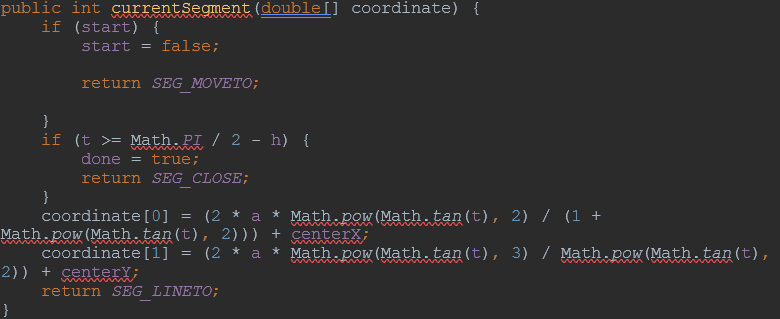 public int currentSegment(double[] coordinate) {
if (start) {
start = false;
return SEG_MOVETO;
}
if (t >= Math.PI / 2 - h) {
done = true;
return SEG_CLOSE;
}
coordinate[0] = (2 * a * Math.pow(Math.tan(t), 2) / (1 +
Math.pow(Math.tan(t), 2))) + centerX;
coordinate[1] = (2 * a * Math.pow(Math.tan(t), 3) / Math.pow(Math.tan(t),
2)) + centerY;
return SEG_LINETO;
}